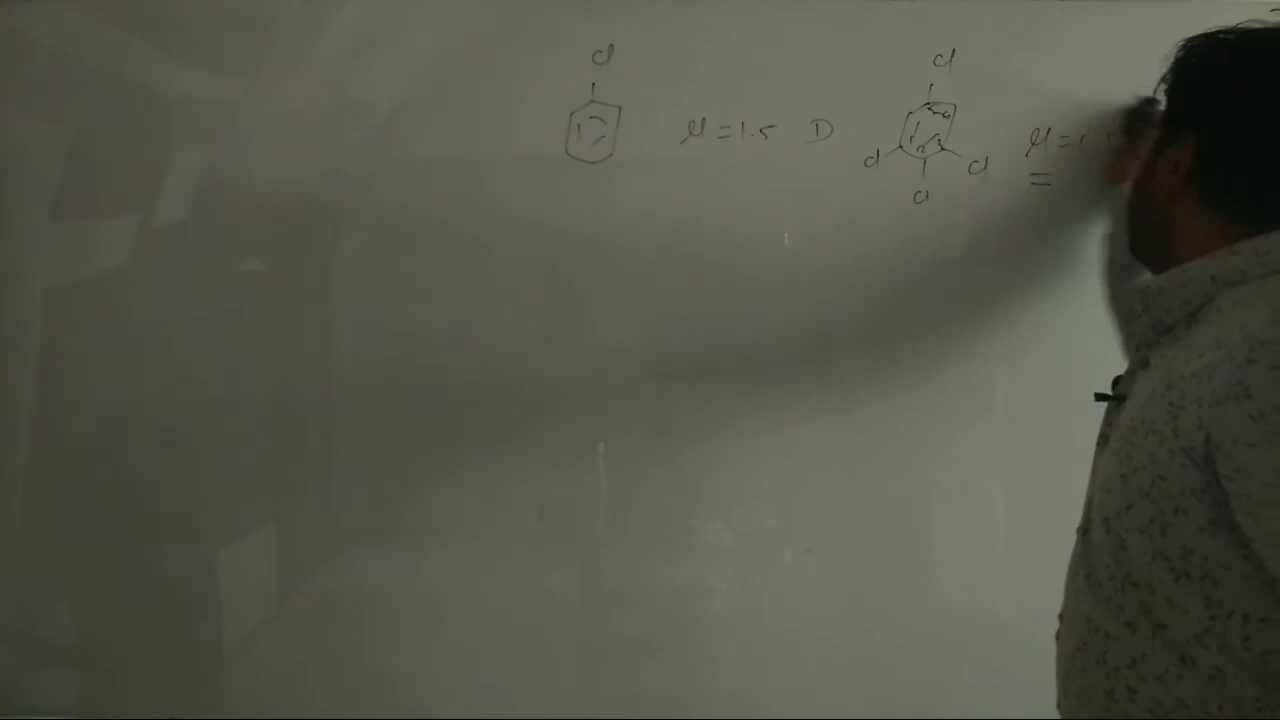 Cl Cl
μ = 1.5 D
Cl Cl μ =
Cl